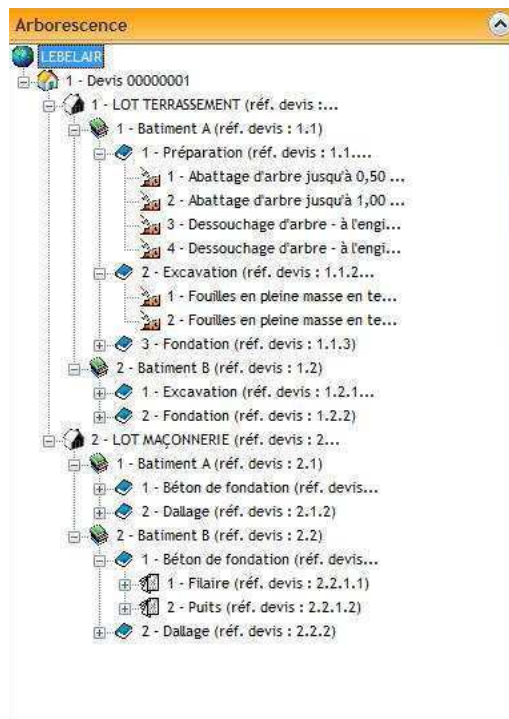 Arborescence
LEBELAIR
1 - Devis 00000001
1 - LOT TERRASSEMENT (réf. devis :...
1 - Batiment A (réf. devis : 1.1)
1 - Préparation (réf. devis : 1.1....
1 - Abattage d'arbre jusqu'à 0,50 ...
2 - Abattage d'arbre jusqu'à 1,00 ...
3 - Dessouchage d'arbre - à l'engi...
4 - Dessouchage d'arbre - à l'engi...
2 - Excavation (réf. devis : 1.1.2...
1 - Fouilles en pleine masse en te...
2 - Fouilles en pleine masse en te...
3 - Fondation (réf. devis : 1.1.3)
2 - Batiment B (réf. devis : 1.2)
1 - Excavation (réf. devis : 1.2.1...
2 - Fondation (réf. devis : 1.2.2)
2 - LOT MAÇONNERIE (réf. devis : 2...
1 - Batiment A (réf. devis : 2.1)
1 - Béton de fondation (réf. devis...
2 - Dallage (réf. devis : 2.1.2)
2 - Batiment B (réf. devis : 2.2)
1 - Béton de fondation (réf. devis...
1 - Filaire (réf. devis : 2.2.1.1)
2 - Puits (réf. devis : 2.2.1.2)
2 - Dallage (réf. devis : 2.2.2)